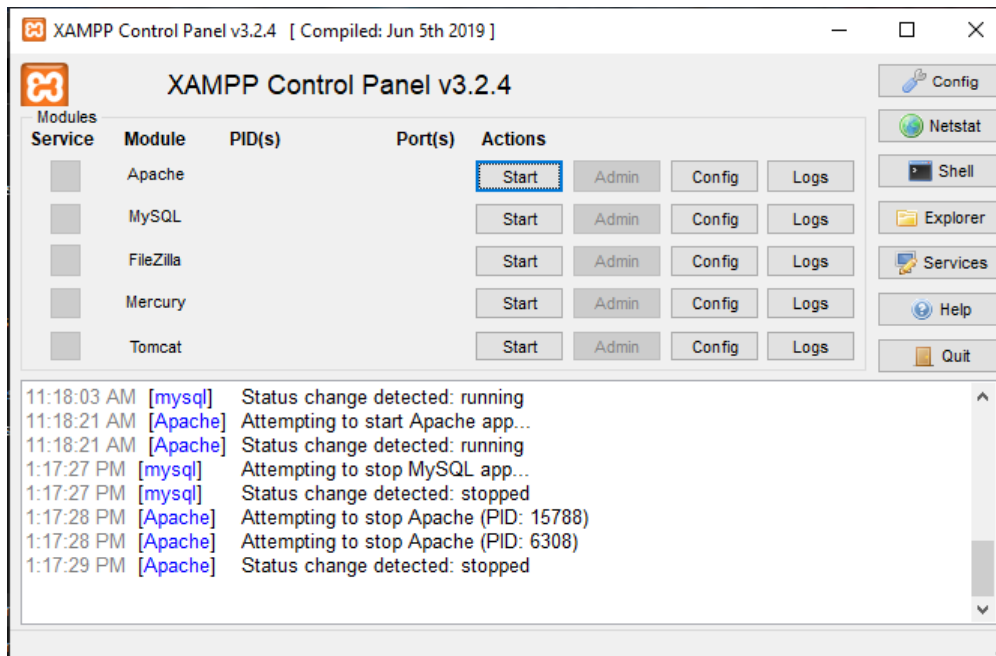 XAMPP Control Panel v3.2.4 [ Compiled: Jun 5th 2019 ]
XAMPP Control Panel v3.2.4
Config
Modules
Service Module PID(s) Port(s) Actions
Netstat
Apache Start Admin Config Logs
Shell
MySQL Start Admin Config Logs
Explorer
FileZilla Start Admin Config Logs
Services
Mercury Start Admin Config Logs
Help
Tomcat Start Admin Config Logs
Quit
11:18:03 AM [mysql] Status change detected: running
11:18:21 AM [Apache] Attempting to start Apache app...
11:18:21 AM [Apache] Status change detected: running
1:17:27 PM [mysql] Attempting to stop MySQL app...
1:17:27 PM [mysql] Status change detected: stopped
1:17:28 PM [Apache] Attempting to stop Apache (PID: 15788)
1:17:28 PM [Apache] Attempting to stop Apache (PID: 6308)
1:17:29 PM [Apache] Status change detected: stopped